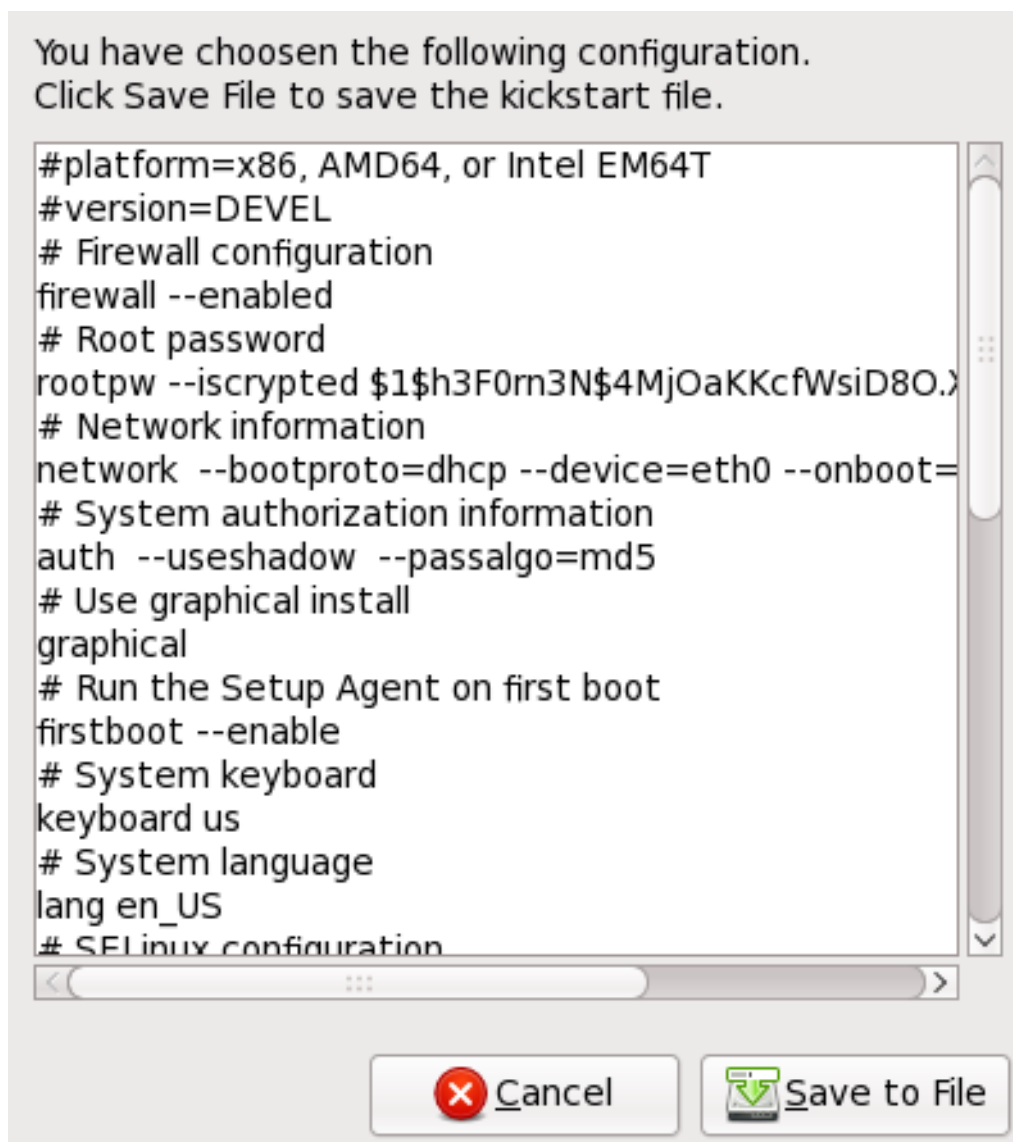 You have choosen the following configuration.
Click Save File to save the kickstart file.
#platform=x86, AMD64, or Intel EM64T
#version=DEVEL
# Firewall configuration
firewall --enabled
# Root password
rootpw --iscrypted $1$h3F0rn3N$4MjOaKKcfWsiD8O.X
# Network information
network  --bootproto=dhcp --device=eth0 --onboot=
# System authorization information
auth  --useshadow  --passalgo=md5
# Use graphical install
graphical
# Run the Setup Agent on first boot
firstboot --enable
# System keyboard
keyboard us
# System language
lang en_US
# SELinux configuration
Cancel
Save to File